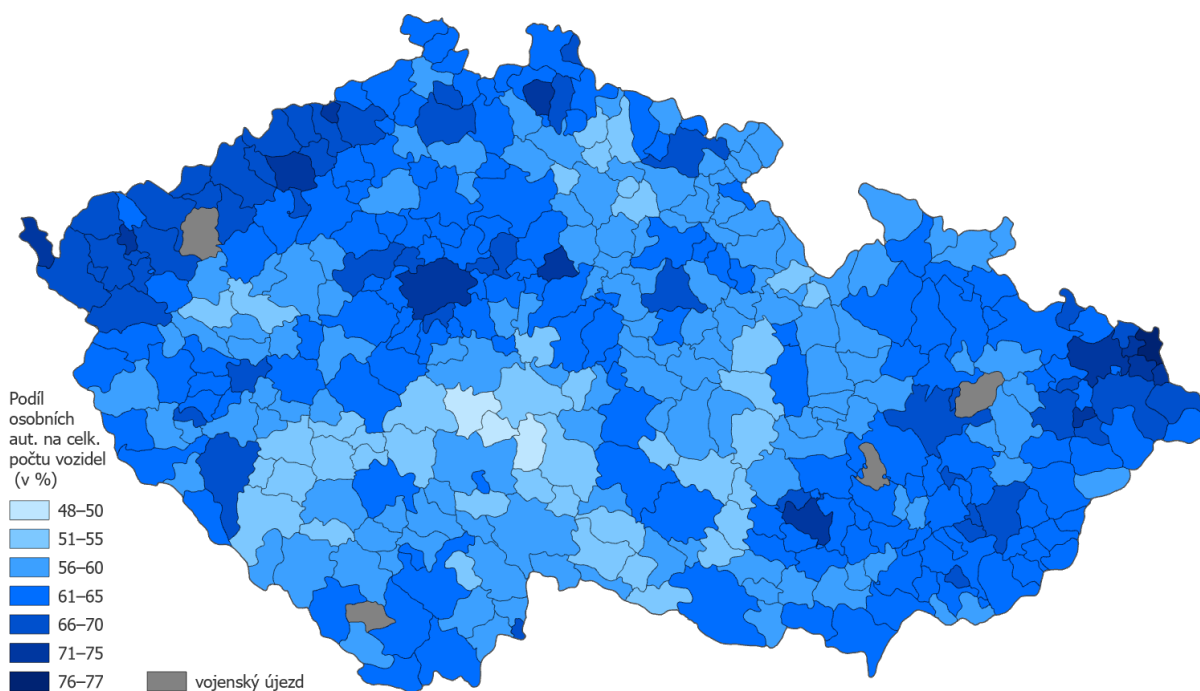 Podíl
osobních
aut. na celk.
počtu vozidel
(v %)
48–50
51–55
56–60
61–65
66–70
71–75
76–77
vojenský újezd